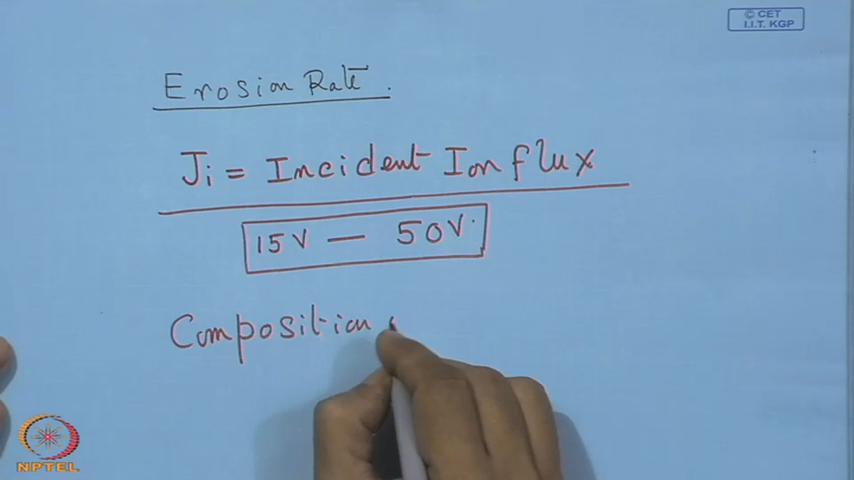 © CET
I.I.T. KGP
Erosion Rate.
Ji = Incident Ion flux
15V — 50V.
Composition
NPTEL